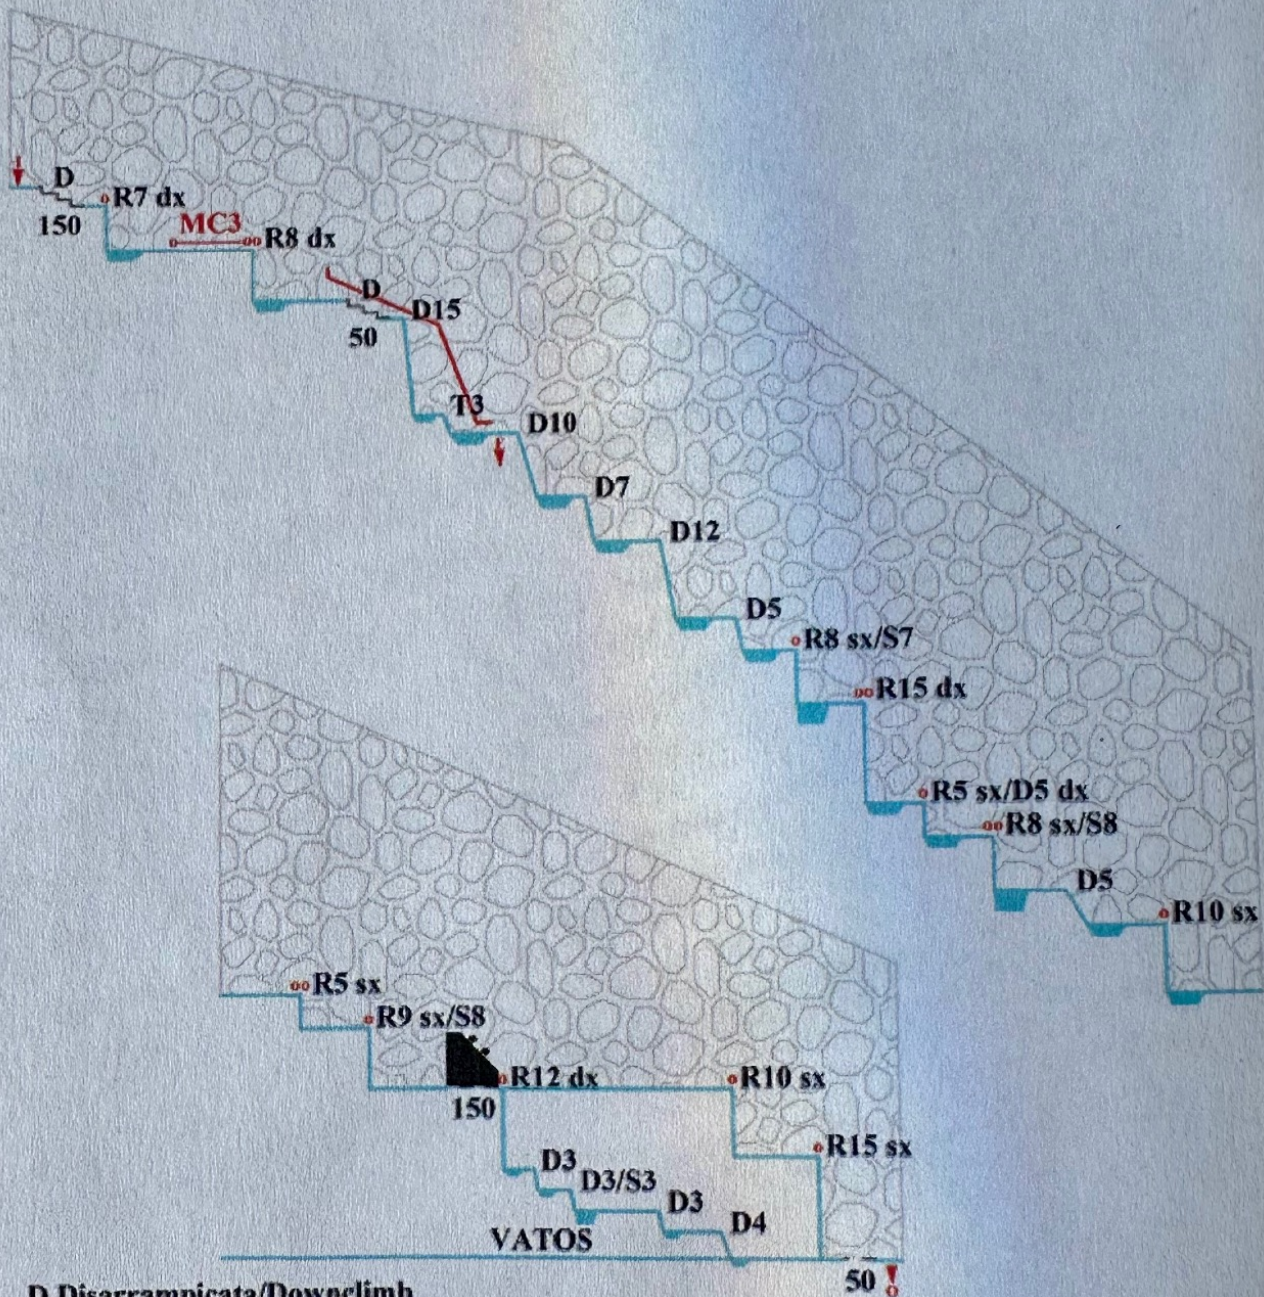 D
R7 dx
150
MC3
R8 dx
D
D15
50
T3
D10
D7
D12
D5
R8 sx/S7
R15 dx
R5 sx/D5 dx
R8 sx/S8
D5
R10 sx
R5 sx
R9 sx/S8
R12 dx
R10 sx
150
R15 sx
D3
D3/S3
D3
D4
VATOS
50
D Disarrampicata/Downclimb